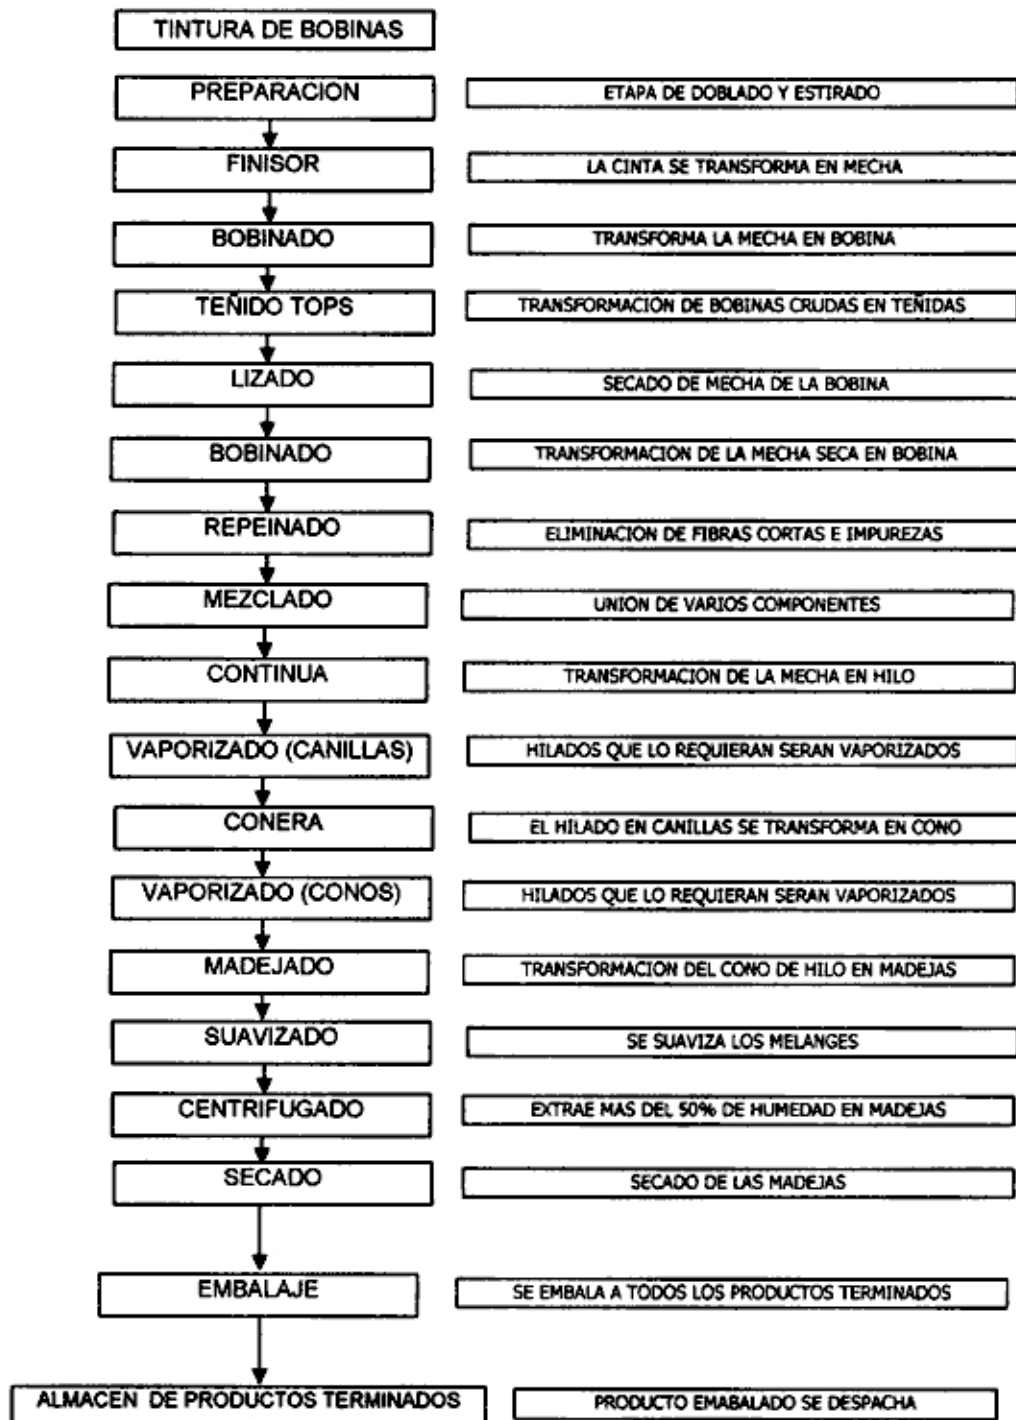 TINTURA DE BOBINAS
PREPARACION
ETAPA DE DOBLADO Y ESTIRADO
FINISOR
LA CINTA SE TRANSFORMA EN MECHA
BOBINADO
TRANSFORMA LA MECHA EN BOBINA
TEÑIDO TOPS
TRANSFORMACION DE BOBINAS CRUDAS EN TEÑIDAS
LIZADO
SECADO DE MECHA DE LA BOBINA
BOBINADO
TRANSFORMACION DE LA MECHA SECA EN BOBINA
REPEINADO
ELIMINACION DE FIBRAS CORTAS E IMPUREZAS
MEZCLADO
UNION DE VARIOS COMPONENTES
CONTINUA
TRANSFORMACION DE LA MECHA EN HILO
VAPORIZADO (CANILLAS)
HILADOS QUE LO REQUIERAN SERAN VAPORIZADOS
CONERA
EL HILADO EN CANILLAS SE TRANSFORMA EN CONO
VAPORIZADO (CONOS)
HILADOS QUE LO REQUIERAN SERAN VAPORIZADOS
MADEJADO
TRANSFORMACION DEL CONO DE HILO EN MADEJAS
SUAVIZADO
SE SUAVIZA LOS MELANGES
CENTRIFUGADO
EXTRAE MAS DEL 50% DE HUMEDAD EN MADEJAS
SECADO
SECADO DE LAS MADEJAS
EMBALAJE
SE EMBALA A TODOS LOS PRODUCTOS TERMINADOS
ALMACEN DE PRODUCTOS TERMINADOS
PRODUCTO EMABALADO SE DESPACHA